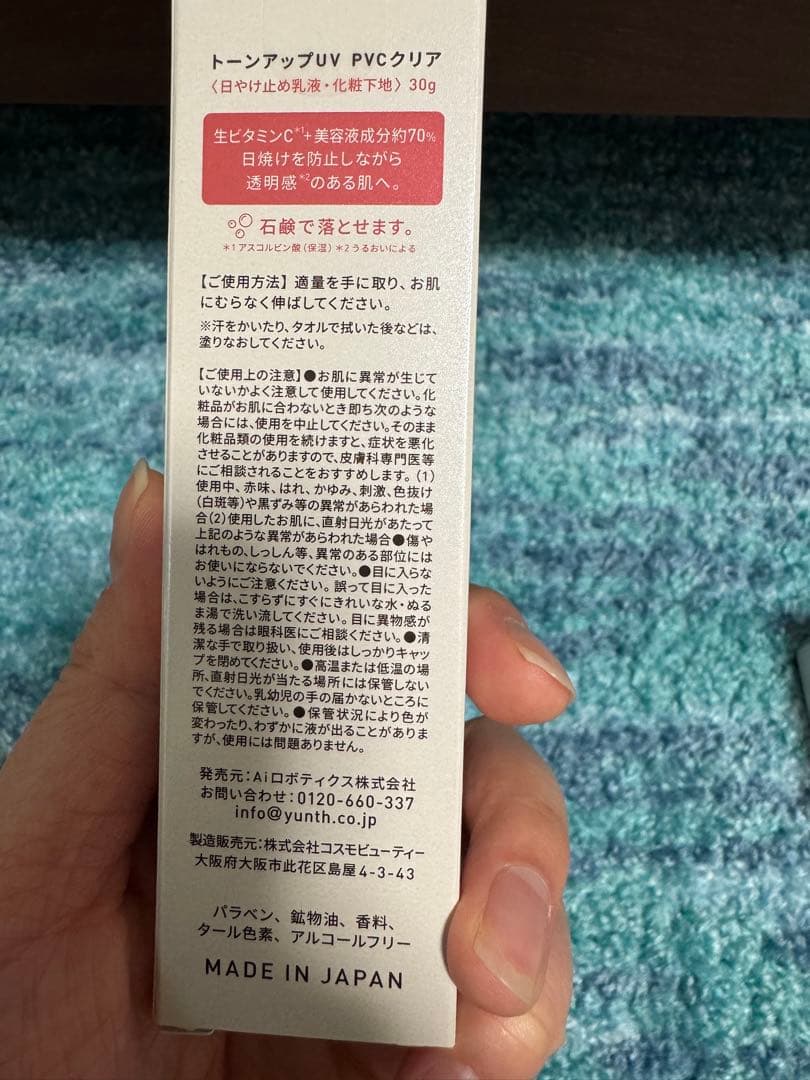 トーンアップUV PVCクリア
〈日やけ止め乳液・化粧下地〉30g
生ビタミンC*1+美容液成分約70%
日焼けを防止しながら
透明感*2のある肌へ。
石鹸で落とせます。
*1 アスコルビン酸(保湿) *2 うるおいによる
【ご使用方法】適量を手に取り、お肌
にむらなく伸ばしてください。
※汗をかいたり、タオルで拭いた後などは、
塗りなおしてください。
【ご使用上の注意】●お肌に異常が生じて
いないかよく注意して使用してください。化
粧品がお肌に合わないとき即ち次のような
場合には、使用を中止してください。そのまま
化粧品類の使用を続けますと、症状を悪化
させることがありますので、皮膚科専門医等
にご相談されることをおすすめします。(1)
使用中、赤味、はれ、かゆみ、刺激、色抜け
(白斑等)や黒ずみ等の異常があらわれた場
合(2)使用したお肌に、直射日光があたって
上記のような異常があらわれた場合●傷や
はれもの、しっしん等、異常のある部位には
お使いにならないでください。●目に入らな
いようにご注意ください。誤って目に入った
場合は、こすらずにすぐにきれいな水・ぬる
ま湯で洗い流してください。目に異物感が
残る場合は眼科医にご相談ください。●清
潔な手で取り扱い、使用後はしっかりキャッ
プを閉めてください。●高温または低温の場
所、直射日光が当たる場所には保管しない
でください。乳幼児の手の届かないところに
保管してください。●保管状況により色が
変わったり、わずかに液が出ることがありま
すが、使用には問題ありません。
発売元:Aiロボティクス株式会社
お問い合わせ:0120-660-337
info@yunth.co.jp
製造販売元:株式会社コスモビューティー
大阪府大阪市此花区島屋4-3-43
パラベン、鉱物油、香料、
タール色素、アルコールフリー
MADE IN JAPAN